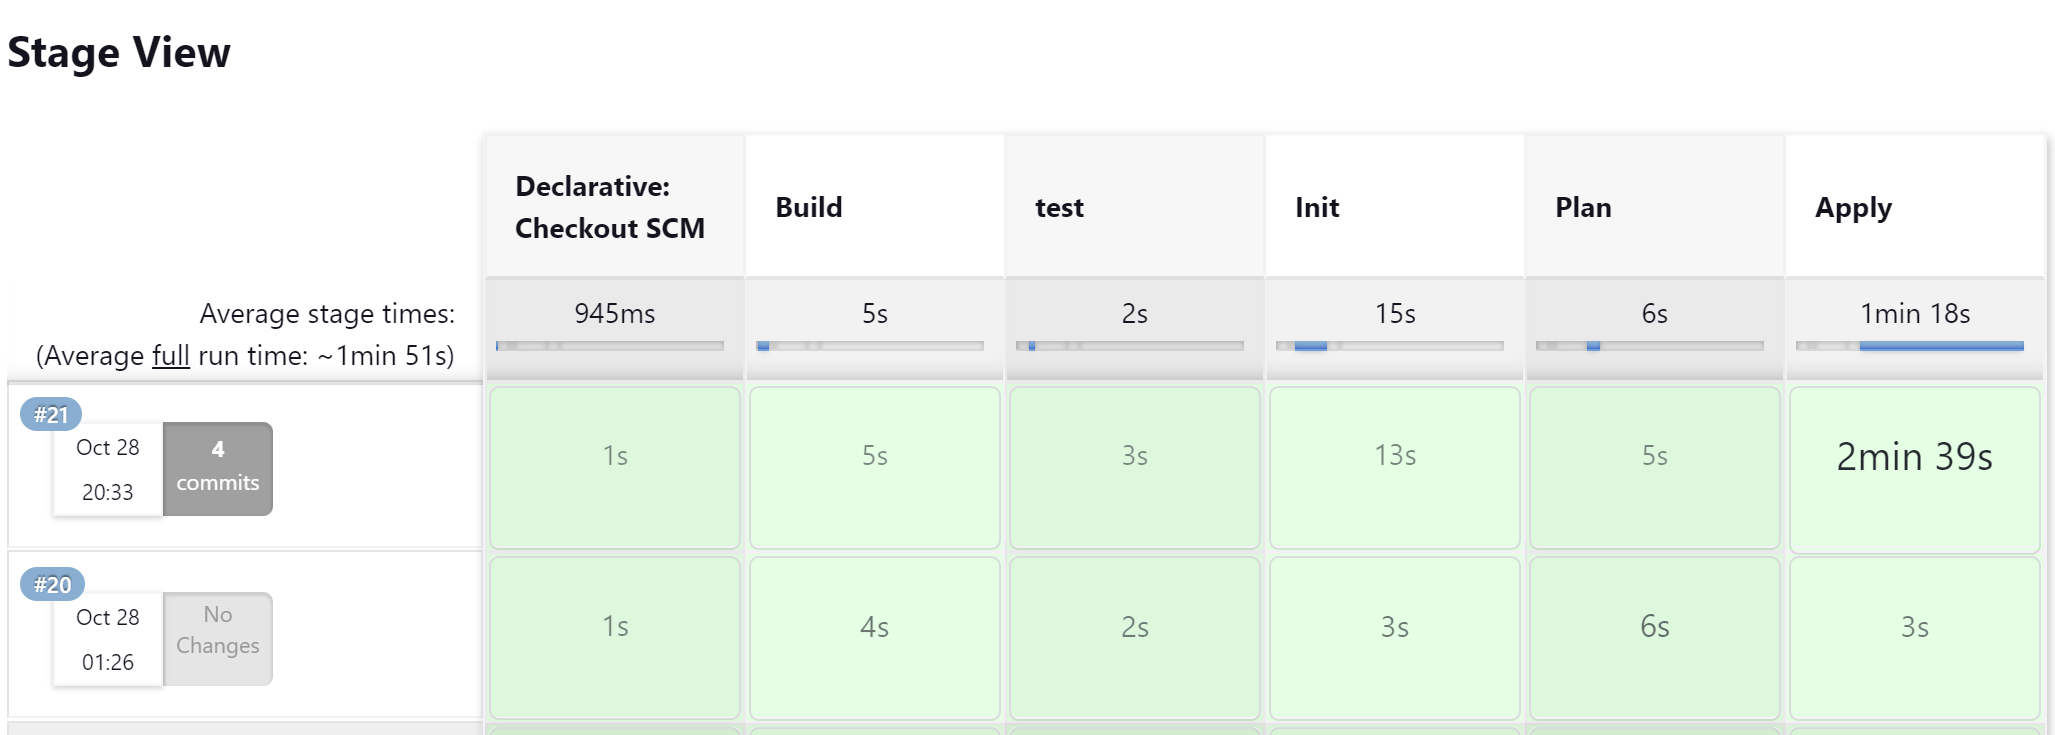 Stage View
Declarative:
Checkout SCM
Build
test
Init
Plan
Apply
Average stage times:
(Average full run time: ~1min 51s)
945ms
5s
2s
15s
6s
1min 18s
#21
Oct 28
20:33
4
commits
1s
5s
3s
13s
5s
2min 39s
#20
Oct 28
01:26
No
Changes
1s
4s
2s
3s
6s
3s